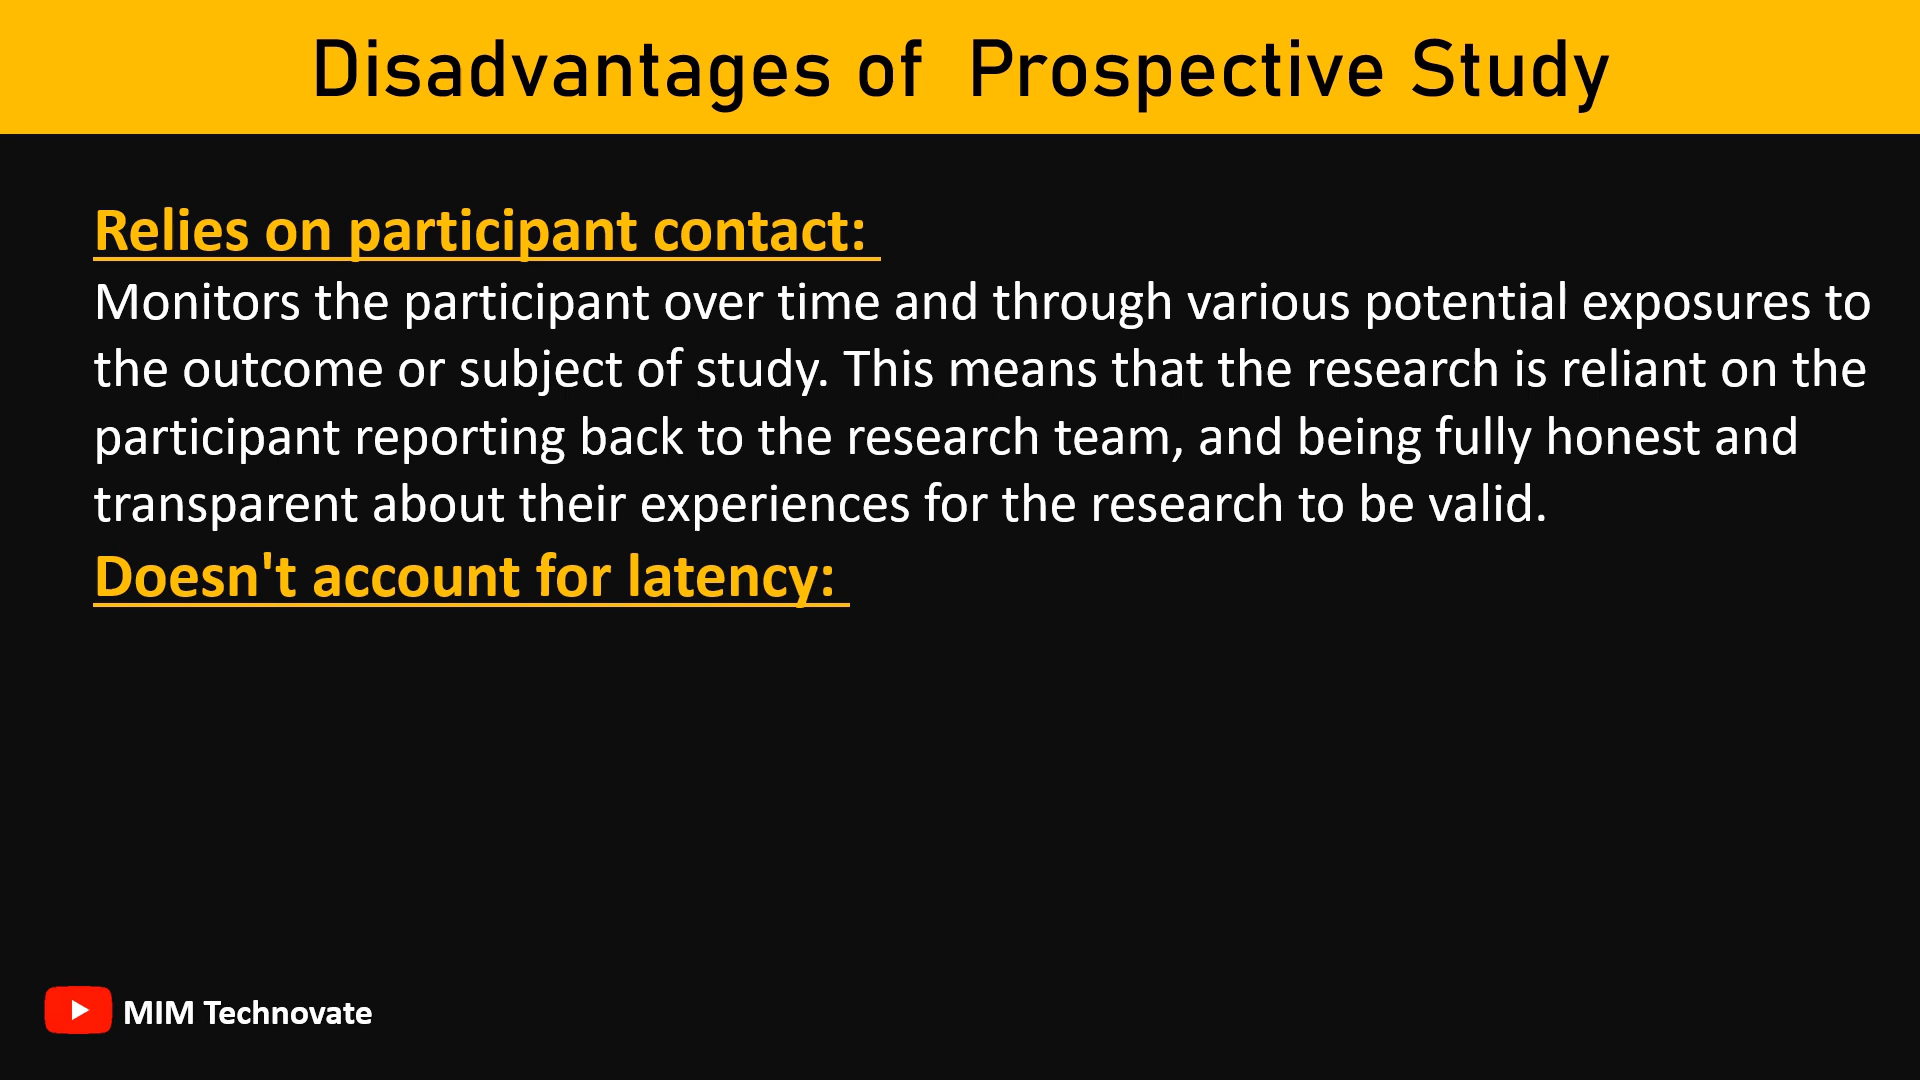 Disadvantages of  Prospective Study
Relies on participant contact:
Monitors the participant over time and through various potential exposures to
the outcome or subject of study. This means that the research is reliant on the
participant reporting back to the research team, and being fully honest and
transparent about their experiences for the research to be valid.
Doesn't account for latency:
MIM Technovate